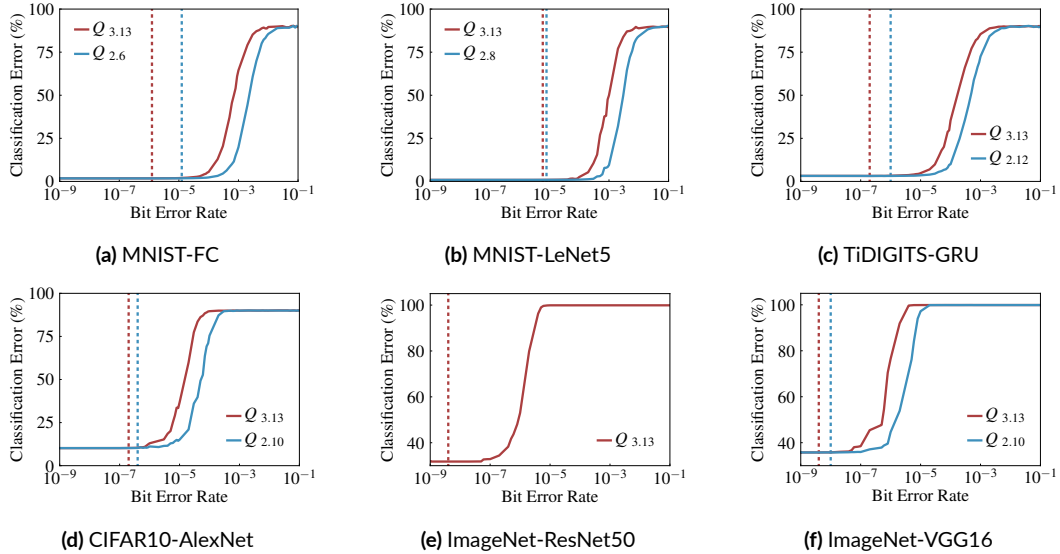 Classification Error (%)
100
75
50
25
0
Q 3.13
Q 2.6
10−9 10−7 10−5 10−3 10−1
Bit Error Rate
(a) MNIST-FC
Classification Error (%)
100
75
50
25
0
Q 3.13
Q 2.8
10−9 10−7 10−5 10−3 10−1
Bit Error Rate
(b) MNIST-LeNet5
Classification Error (%)
100
75
50
25
0
Q 3.13
Q 2.12
10−9 10−7 10−5 10−3 10−1
Bit Error Rate
(c) TiDIGITS-GRU
Classification Error (%)
100
75
50
25
0
Q 3.13
Q 2.10
10−9 10−7 10−5 10−3 10−1
Bit Error Rate
(d) CIFAR10-AlexNet
Classification Error (%)
100
80
60
40
Q 3.13
10−9 10−7 10−5 10−3 10−1
Bit Error Rate
(e) ImageNet-ResNet50
Classification Error (%)
100
80
60
40
Q 3.13
Q 2.10
10−9 10−7 10−5 10−3 10−1
Bit Error Rate
(f) ImageNet-VGG16